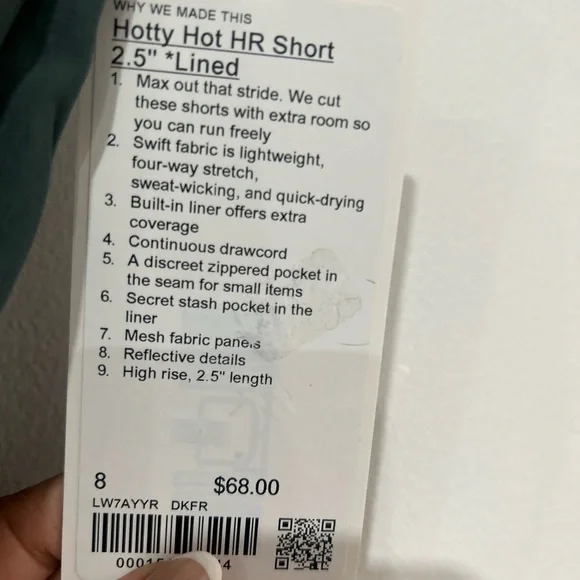 WHY WE MADE THIS
Hotty Hot HR Short
2.5" *Lined
1. Max out that stride. We cut
these shorts with extra room so
you can run freely
2. Swift fabric is lightweight,
four-way stretch,
sweat-wicking, and quick-drying
3. Built-in liner offers extra
coverage
4. Continuous drawcord
5. A discreet zippered pocket in
the seam for small items
6. Secret stash pocket in the
liner
7. Mesh fabric panels
8. Reflective details
9. High rise, 2.5" length
8 $68.00
LW7AYYR DKFR